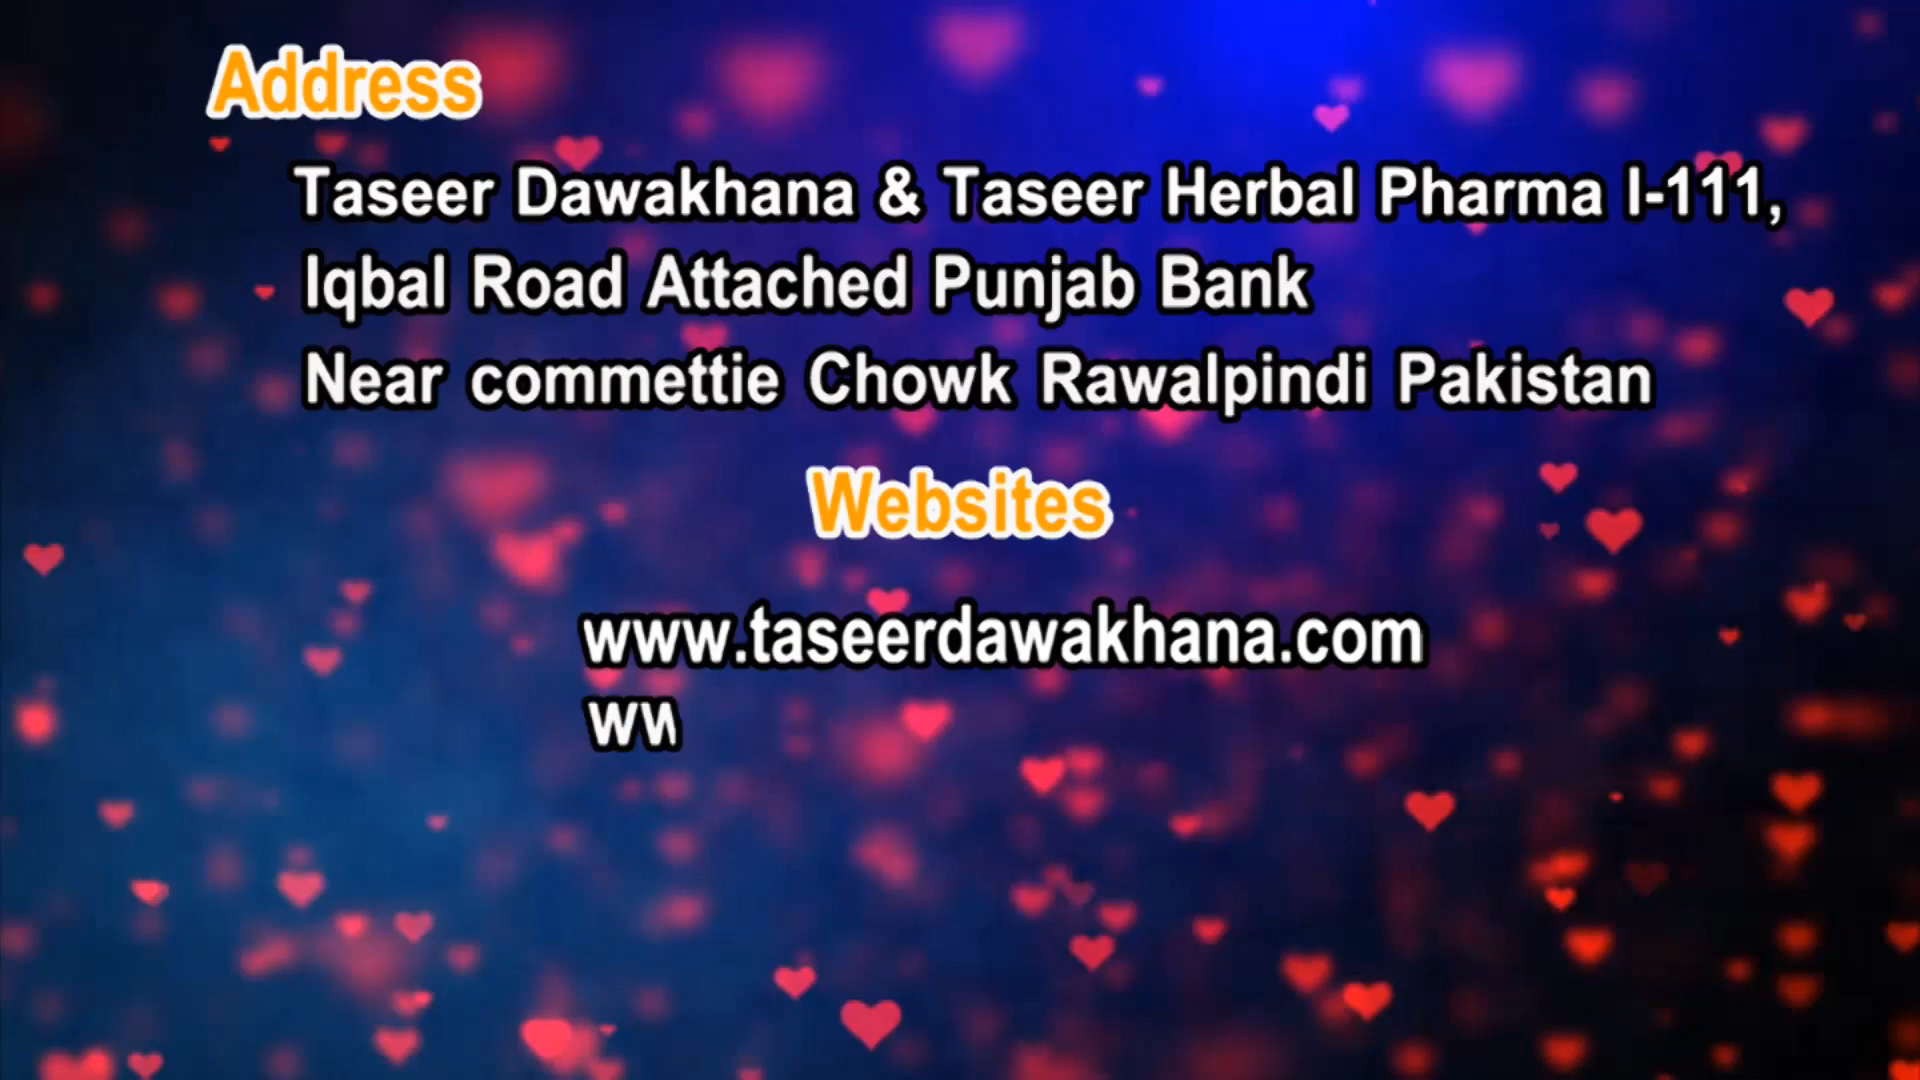 Address
Taseer Dawakhana & Taseer Herbal Pharma I-111,
Iqbal Road Attached Punjab Bank
Near commettie Chowk Rawalpindi Pakistan
Websites
www.taseerdawakhana.com
ww